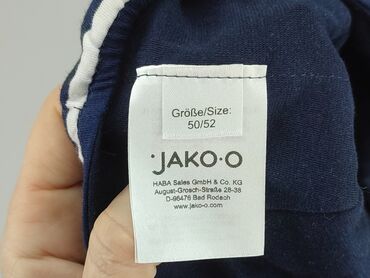 Größe/Size:
50/52
JAKO-O
HABA Sales GmbH & Co. KG
August-Grosch-Straße 28-38
D-96476 Bad Rodach
www.jako-o.com